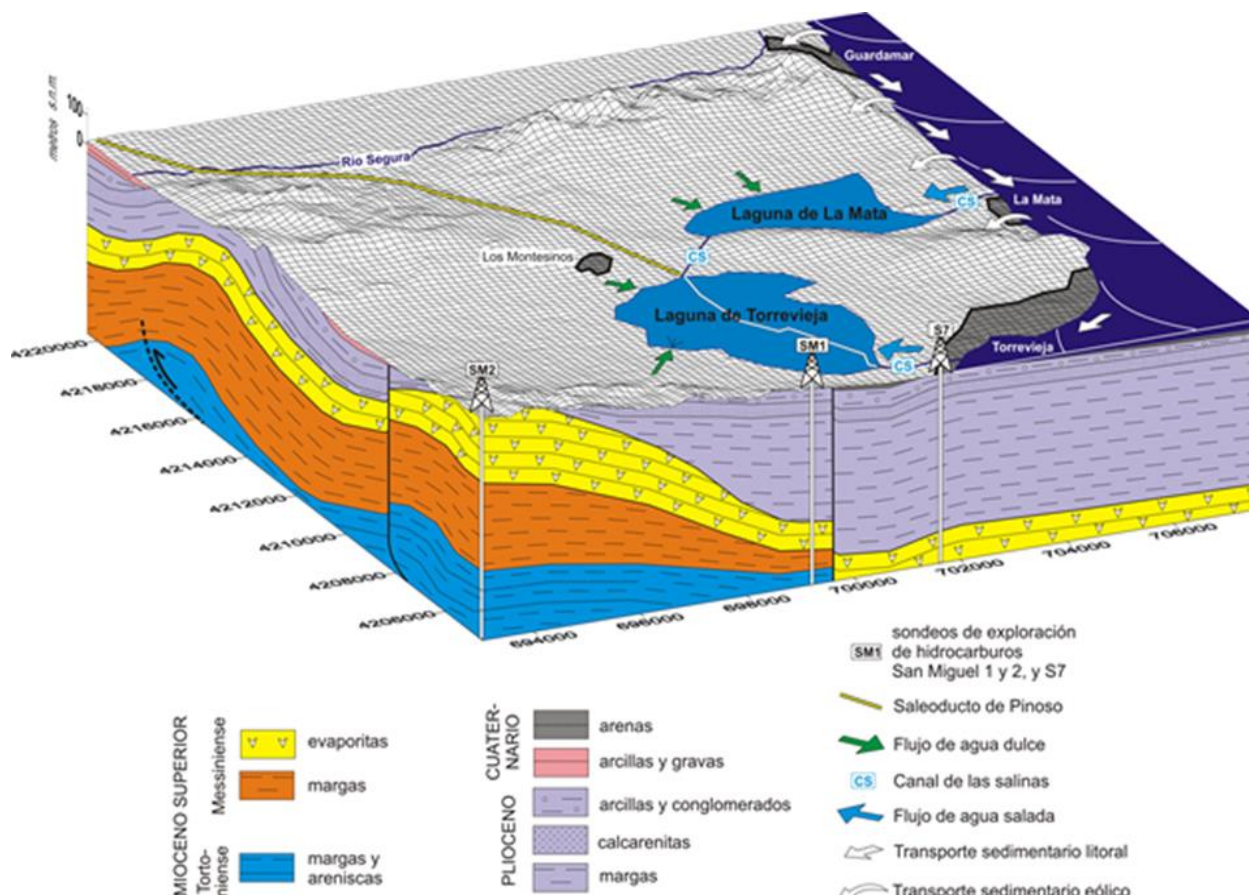 Guardamar
metros s.n.m
100
0
Rio Segura
La Mata
CS
Laguna de La Mata
Los Montesinos
CS
Laguna de Torrevieja
S7
Torrevieja
SM1
CS
SM2
4220000
4218000
4216000
4214000
4212000
4210000
4208000
4206000
694000
696000
698000
700000
702000
704000
706000
MIOCENO SUPERIOR
Messiniense
evaporitas
margas
Torto-
niense
margas y
areniscas
CUATER-
NARIO
arenas
arcillas y gravas
PLIOCENO
arcillas y conglomerados
calcarenitas
margas
SM1
sondeos de exploración
de hidrocarburos
San Miguel 1 y 2, y S7
Saleoducto de Pinoso
Flujo de agua dulce
CS
Canal de las salinas
Flujo de agua salada
Transporte sedimentario litoral
Transporte sedimentario eólico